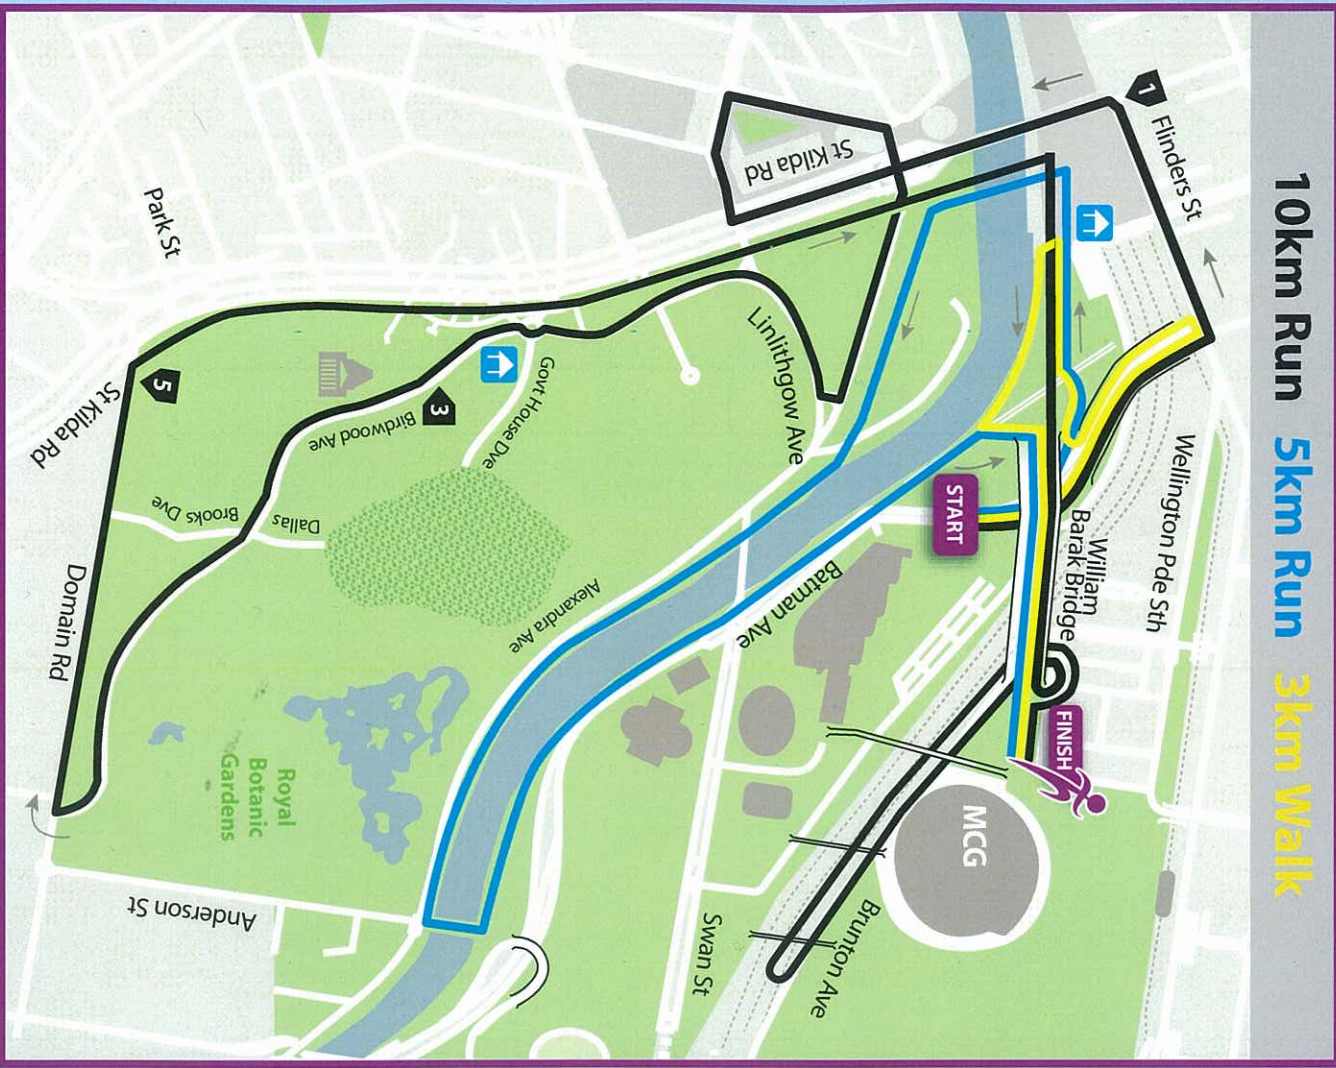 10km Run 5km Run 3km Walk
1
Flinders St
Wellington Pde Sth
William
Barak Bridge
START
FINISH
MCG
Brunton Ave
Swan St
Batman Ave
Alexandra Ave
Linlithgow Ave
St Kilda Rd
Govt House Dve
3
Birdwood Ave
5
St Kilda Rd
Park St
Dallas
Brooks Dve
Domain Rd
Royal
Botanic
Gardens
Anderson St